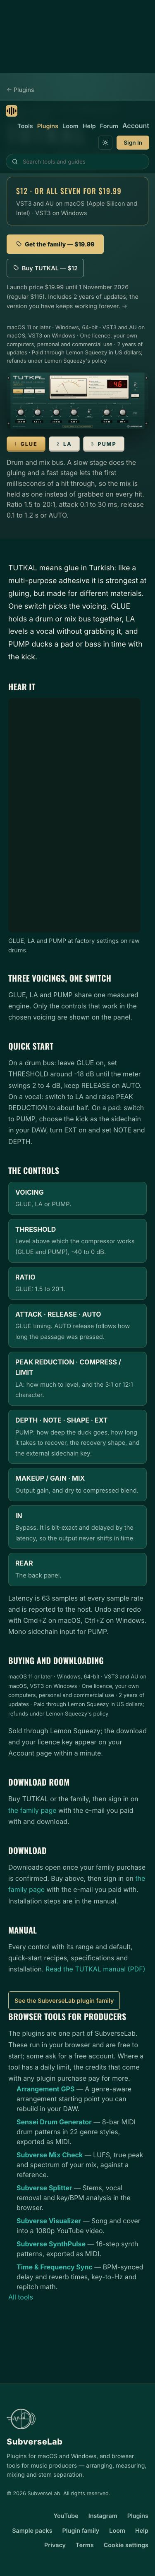 ← Plugins
Tools Plugins Loom Help Forum Account
Sign In
Search tools and guides
$12 · OR ALL SEVEN FOR $19.99
VST3 and AU on macOS (Apple Silicon and
Intel) · VST3 on Windows
Get the family — $19.99
Buy TUTKAL — $12
Launch price $19.99 until 1 November 2026
(regular $115). Includes 2 years of updates; the
version you have keeps working forever. →
macOS 11 or later · Windows, 64-bit · VST3 and AU on
macOS, VST3 on Windows · One licence, your own
computers, personal and commercial use · 2 years of
updates · Paid through Lemon Squeezy in US dollars;
refunds under Lemon Squeezy's policy
1 GLUE
2 LA
3 PUMP
Drum and mix bus. A slow stage does the
leveling and a fast stage lets the first
milliseconds of a hit through, so the mix is
held as one instead of grabbed on every hit.
Ratio 1.5 to 20:1, attack 0.1 to 30 ms, release
0.1 to 1.2 s or AUTO.
TUTKAL means glue in Turkish: like a
multi-purpose adhesive it is strongest at
gluing, but made for different materials.
One switch picks the voicing. GLUE
holds a drum or mix bus together, LA
levels a vocal without grabbing it, and
PUMP ducks a pad or bass in time with
the kick.
HEAR IT
GLUE, LA and PUMP at factory settings on raw
drums.
THREE VOICINGS, ONE SWITCH
GLUE, LA and PUMP share one measured
engine. Only the controls that work in the
chosen voicing are shown on the panel.
QUICK START
On a drum bus: leave GLUE on, set
THRESHOLD around -18 dB until the meter
swings 2 to 4 dB, keep RELEASE on AUTO.
On a vocal: switch to LA and raise PEAK
REDUCTION to about half. On a pad: switch
to PUMP, choose the kick as the sidechain
in your DAW, turn EXT on and set NOTE and
DEPTH.
THE CONTROLS
VOICING
GLUE, LA or PUMP.
THRESHOLD
Level above which the compressor works
(GLUE and PUMP), -40 to 0 dB.
RATIO
GLUE: 1.5 to 20:1.
ATTACK · RELEASE · AUTO
GLUE timing. AUTO release follows how
long the passage was pressed.
PEAK REDUCTION · COMPRESS /
LIMIT
LA: how much to level, and the 3:1 or 12:1
character.
DEPTH · NOTE · SHAPE · EXT
PUMP: how deep the duck goes, how long
it takes to recover, the recovery shape, and
the external sidechain key.
MAKEUP / GAIN · MIX
Output gain, and dry to compressed blend.
IN
Bypass. It is bit-exact and delayed by the
latency, so the output never shifts in time.
REAR
The back panel.
Latency is 63 samples at every sample rate
and is reported to the host. Undo and redo
with Cmd+Z on macOS, Ctrl+Z on Windows.
Mono sidechain input for PUMP.
BUYING AND DOWNLOADING
macOS 11 or later · Windows, 64-bit · VST3 and AU on
macOS, VST3 on Windows · One licence, your own
computers, personal and commercial use · 2 years of
updates · Paid through Lemon Squeezy in US dollars;
refunds under Lemon Squeezy's policy
Sold through Lemon Squeezy; the download
and your licence key appear on your
Account page within a minute.
DOWNLOAD ROOM
Buy TUTKAL or the family, then sign in on
the family page with the e-mail you paid
with and download.
DOWNLOAD
Downloads open once your family purchase
is confirmed. Buy above, then sign in on the
family page with the e-mail you paid with.
Installation steps are in the manual.
MANUAL
Every control with its range and default,
quick-start recipes, specifications and
installation. Read the TUTKAL manual (PDF)
See the SubverseLab plugin family
BROWSER TOOLS FOR PRODUCERS
The plugins are one part of SubverseLab.
These run in your browser and are free to
start; some ask for a free account. Where a
tool has a daily limit, the credits that come
with any plugin purchase pay for more.
Arrangement GPS — A genre-aware
arrangement starting point you can
rebuild in your DAW.
Sensei Drum Generator — 8-bar MIDI
drum patterns in 22 genre styles,
exported as MIDI.
Subverse Mix Check — LUFS, true peak
and spectrum of your mix, against a
reference.
Subverse Splitter — Stems, vocal
removal and key/BPM analysis in the
browser.
Subverse Visualizer — Song and cover
into a 1080p YouTube video.
Subverse SynthPulse — 16-step synth
patterns, exported as MIDI.
Time & Frequency Sync — BPM-synced
delay and reverb times, key-to-Hz and
repitch math.
All tools
SubverseLab
Plugins for macOS and Windows, and browser
tools for music producers — arranging, measuring,
mixing and stem separation.
© 2026 SubverseLab. All rights reserved.
YouTube Instagram Plugins
Sample packs Plugin family Loom Help
Privacy Terms Cookie settings